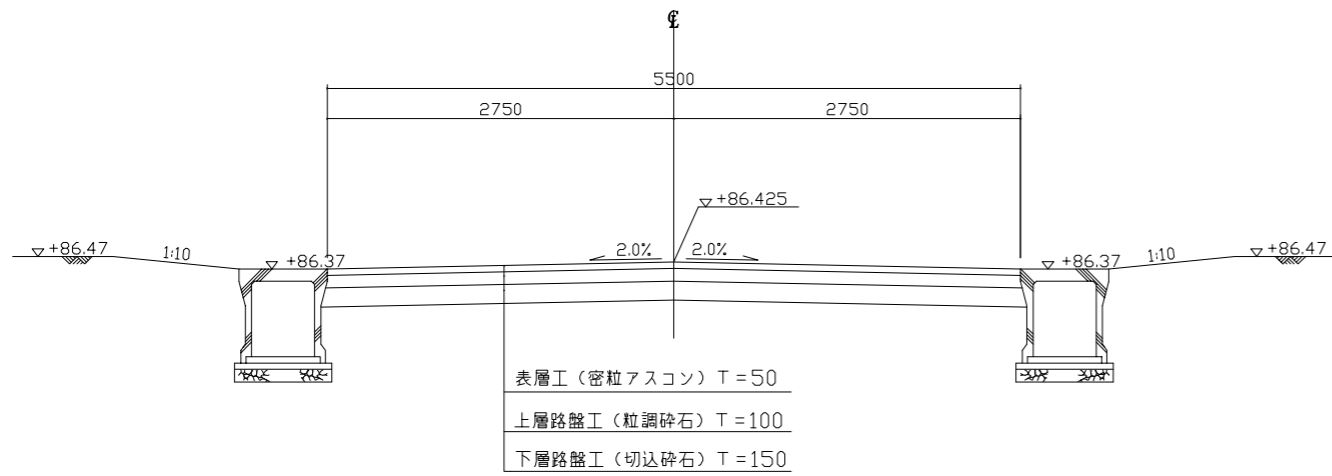 ℄
5500
2750 2750
+86.425
+86.47 1:10 +86.37 2.0% 2.0% +86.37 1:10 +86.47
表層工（密粒アスコン）T=50
上層路盤工（粒調砕石）T=100
下層路盤工（切込砕石）T=150